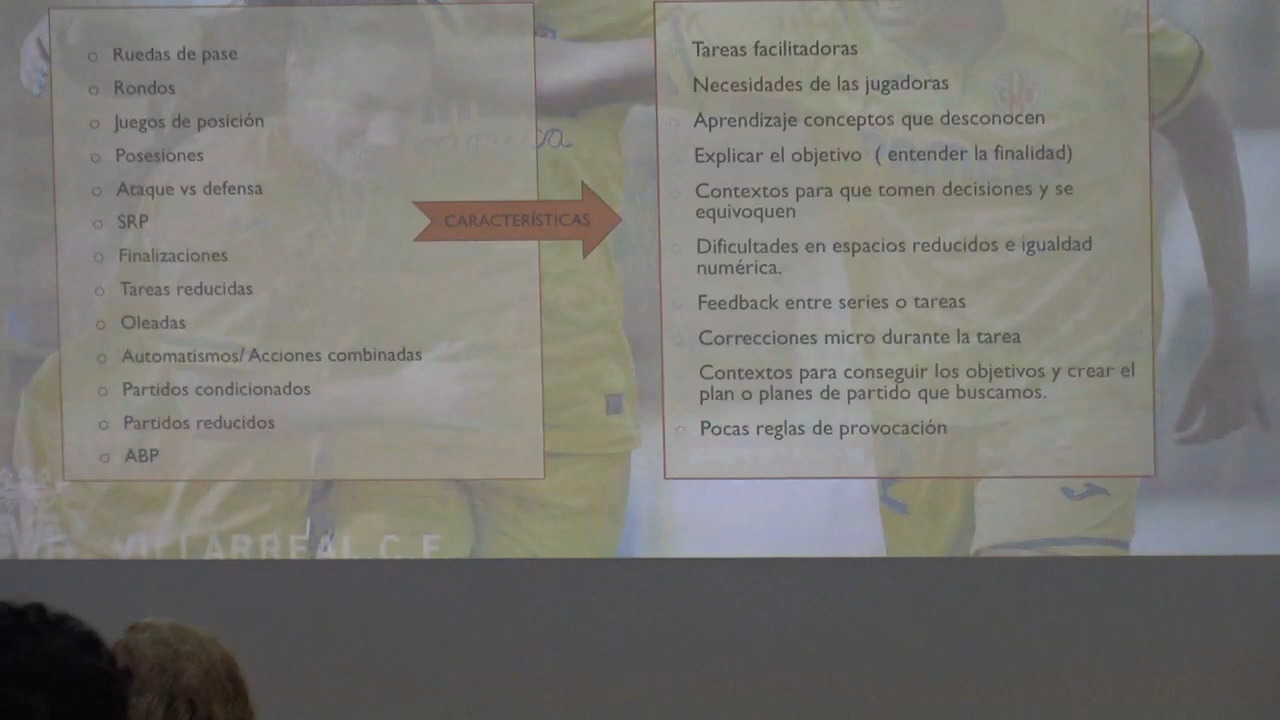 Ruedas de pase
Rondos
Juegos de posición
Posesiones
Ataque vs defensa
SRP
Finalizaciones
Tareas reducidas
Oleadas
Automatismos/ Acciones combinadas
Partidos condicionados
Partidos reducidos
ABP
CARACTERÍSTICAS
Tareas facilitadoras
Necesidades de las jugadoras
Aprendizaje conceptos que desconocen
Explicar el objetivo ( entender la finalidad)
Contextos para que tomen decisiones y se
equivoquen
Dificultades en espacios reducidos e igualdad
numérica.
Feedback entre series o tareas
Correcciones micro durante la tarea
Contextos para conseguir los objetivos y crear el
plan o planes de partido que buscamos.
Pocas reglas de provocación
VILLARREAL C.F.